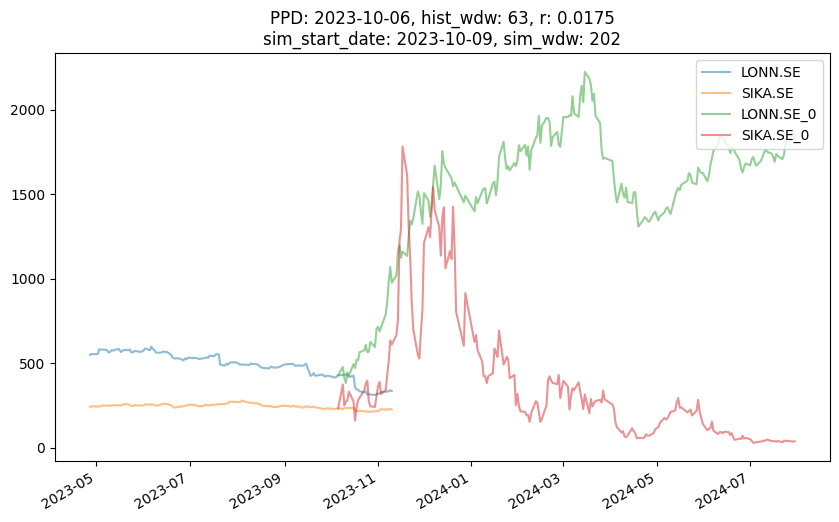 PPD: 2023-10-06, hist_wdw: 63, r: 0.0175
sim_start_date: 2023-10-09, sim_wdw: 202
LONN.SE
SIKA.SE
LONN.SE_0
SIKA.SE_0
2000
1500
1000
500
0
2023-05
2023-07
2023-09
2023-11
2024-01
2024-03
2024-05
2024-07